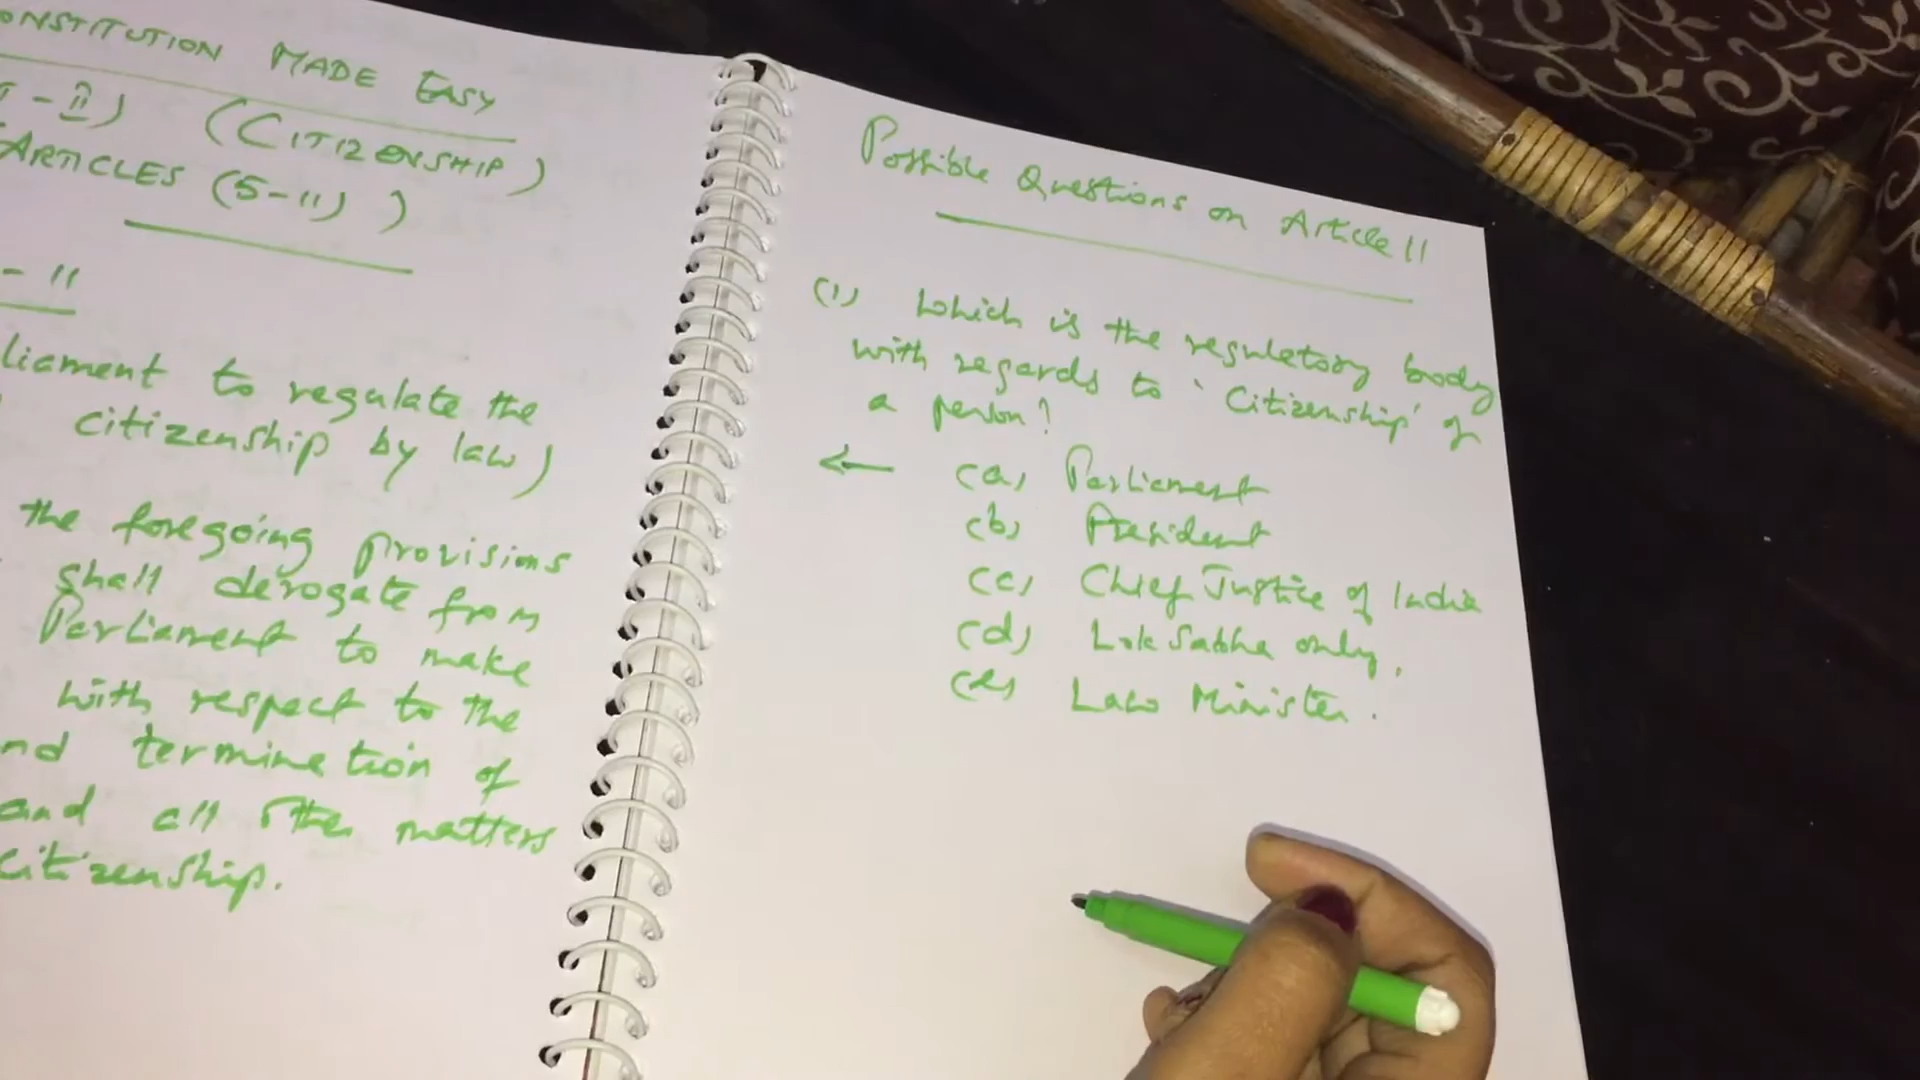 ONSTITUTION MADE EASY
- II) (CITIZENSHIP)
ARTICLES (5-11) )
- 11
liament to regulate the
citizenship by law)
the foregoing provisions
shall derogate from
Parliament to make
with respect to the
nd termination of
and all other matters
citizenship.
Possible Questions on Article 11
(1) Which is the regulatory body
with regards to 'Citizenship' of
a person?
← (a) Parliament
(b) President
(c) Chief Justice of India
(d) Lok Sabha only.
(e) Law Minister.